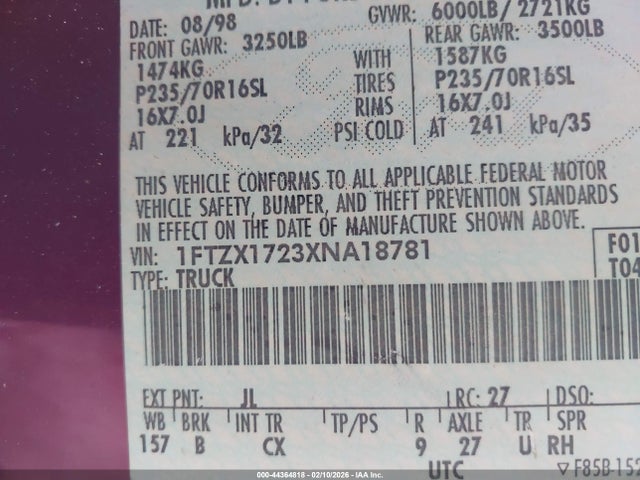 DATE: 08/98 GVWR: 6000LB/ 2721KG
FRONT GAWR: 3250LB REAR GAWR: 3500LB
1474KG WITH 1587KG
P235/70R16SL TIRES P235/70R16SL
16X7.0J RIMS 16X7.0J
AT 221 kPa/32 PSI COLD AT 241 kPa/35
THIS VEHICLE CONFORMS TO ALL APPLICABLE FEDERAL MOTOR
VEHICLE SAFETY, BUMPER, AND THEFT PREVENTION STANDARDS
IN EFFECT ON THE DATE OF MANUFACTURE SHOWN ABOVE.
VIN: 1FTZX1723XNA18781 F01
TYPE: TRUCK T04
EXT PNT: JL RC: 27 DSO:
WB BRK INT TR TP/PS R AXLE TR SPR
157 B CX 9 27 U RH
UTC ▽F85B-152
000-44364818 - 02/10/2026 - COPYRIGHT IAA